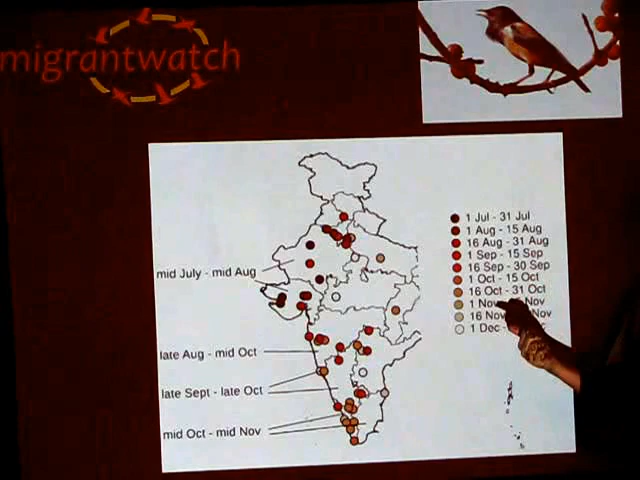 migrantwatch
1 Jul - 31 Jul
1 Aug - 15 Aug
16 Aug - 31 Aug
1 Sep - 15 Sep
16 Sep - 30 Sep
1 Oct - 15 Oct
16 Oct - 31 Oct
1 Nov
16 Nov
1 Dec -
mid July - mid Aug
late Aug - mid Oct
late Sept - late Oct
mid Oct - mid Nov